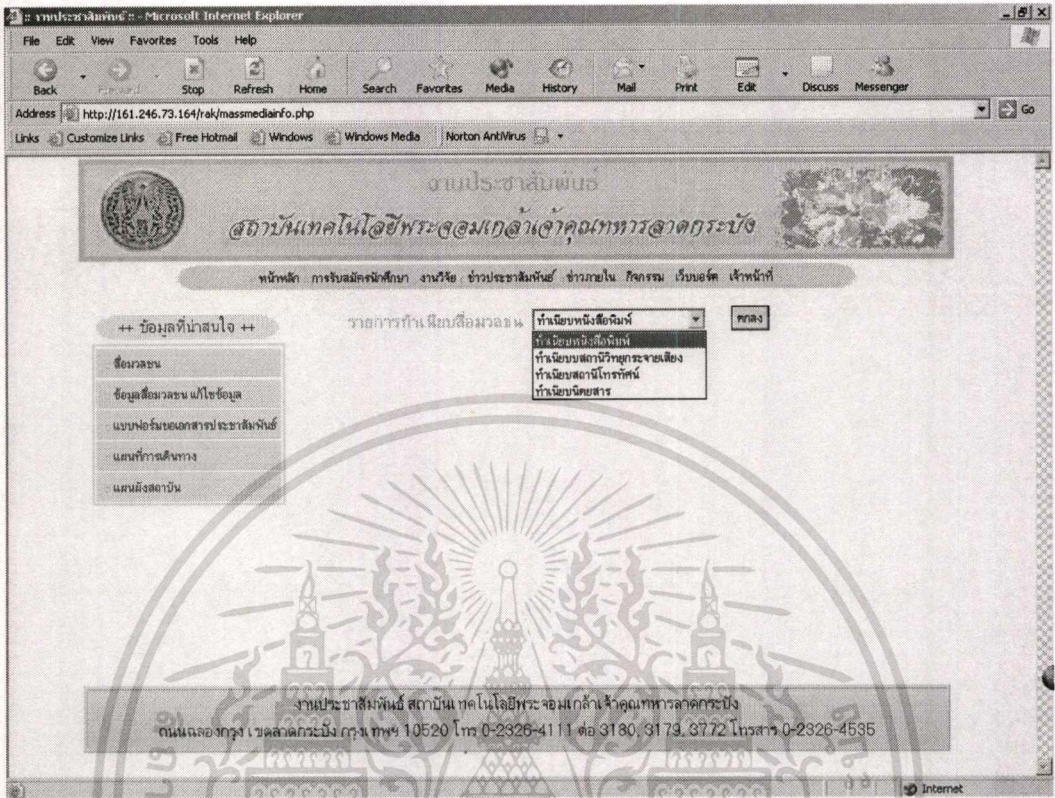 :: งานประชาสัมพันธ์ :: - Microsoft Internet Explorer
File Edit View Favorites Tools Help
Back Forward Stop Refresh Home Search Favorites Media History Mail Print Edit Discuss Messenger
Address http://161.246.73.164/rak/massmediainfo.php Go
Links Customize Links Free Hotmail Windows Windows Media Norton AntiVirus
งานประชาสัมพันธ์
สถาบันเทคโนโลยีพระจอมเกล้าเจ้าคุณทหารลาดกระบัง
หน้าหลัก การรับสมัครนักศึกษา งานวิจัย ข่าวประชาสัมพันธ์ ข่าวภายใน กิจกรรม เว็บบอร์ด เจ้าหน้าที่
++ ข้อมูลที่น่าสนใจ ++
สื่อมวลชน
ข้อมูลสื่อมวลชน แก้ไขข้อมูล
แบบฟอร์มขอเอกสารประชาสัมพันธ์
แผนที่การเดินทาง
แผนผังสถาบัน
รายการทำเนียบสื่อมวลชน ทำเนียบหนังสือพิมพ์ ตกลง
ทำเนียบหนังสือพิมพ์
ทำเนียบบสถานีวิทยุกระจายเสียง
ทำเนียบสถานีโทรทัศน์
ทำเนียบนิตยสาร
งานประชาสัมพันธ์ สถาบันเทคโนโลยีพระจอมเกล้าเจ้าคุณทหารลาดกระบัง
ถนนฉลองกรุง เขตลาดกระบัง กรุงเทพฯ 10520 โทร 0-2326-4111 ต่อ 3180, 3179, 3772 โทรสาร 0-2326-4535
Internet